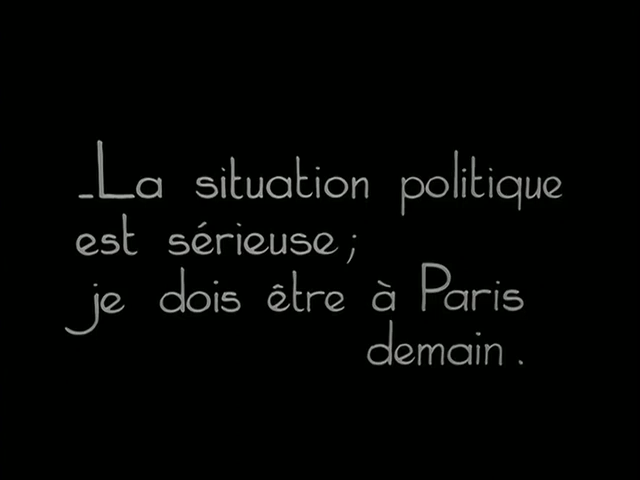 -La situation politique
est sérieuse;
je dois être à Paris
demain.